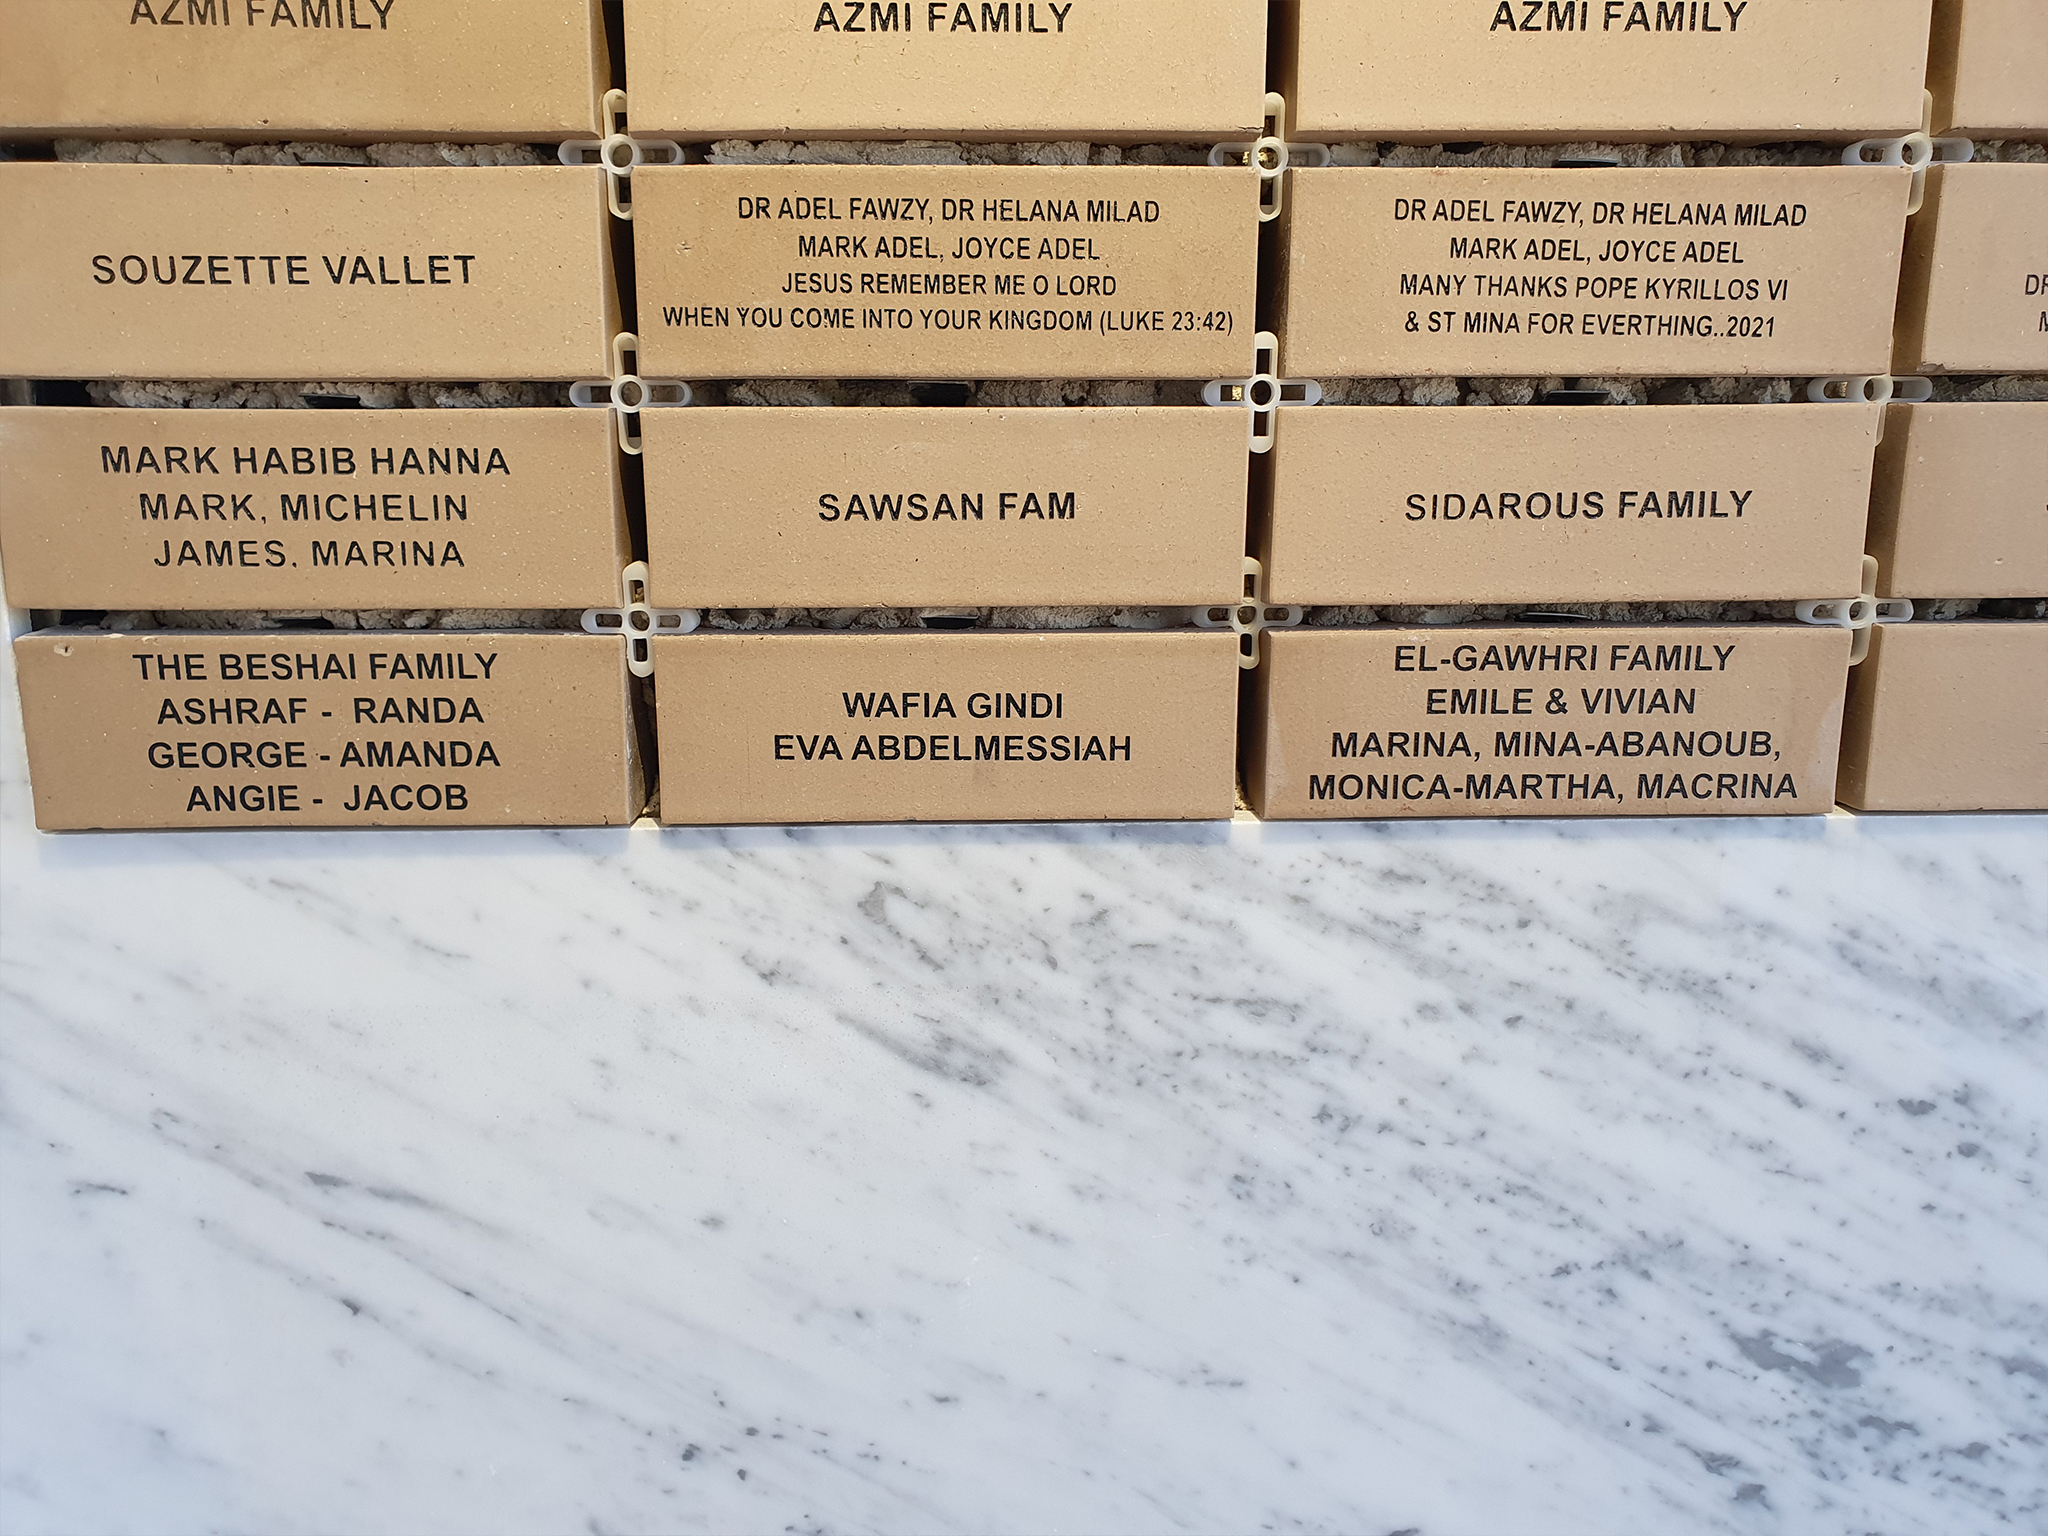 AZMI FAMILY
AZMI FAMILY
AZMI FAMILY
SOUZETTE VALLET
DR ADEL FAWZY, DR HELANA MILAD
MARK ADEL, JOYCE ADEL
JESUS REMEMBER ME O LORD
WHEN YOU COME INTO YOUR KINGDOM (LUKE 23:42)
DR ADEL FAWZY, DR HELANA MILAD
MARK ADEL, JOYCE ADEL
MANY THANKS POPE KYRILLOS VI
& ST MINA FOR EVERTHING..2021
MARK HABIB HANNA
MARK, MICHELIN
JAMES, MARINA
SAWSAN FAM
SIDAROUS FAMILY
THE BESHAI FAMILY
ASHRAF - RANDA
GEORGE - AMANDA
ANGIE - JACOB
WAFIA GINDI
EVA ABDELMESSIAH
EL-GAWHRI FAMILY
EMILE & VIVIAN
MARINA, MINA-ABANOUB,
MONICA-MARTHA, MACRINA